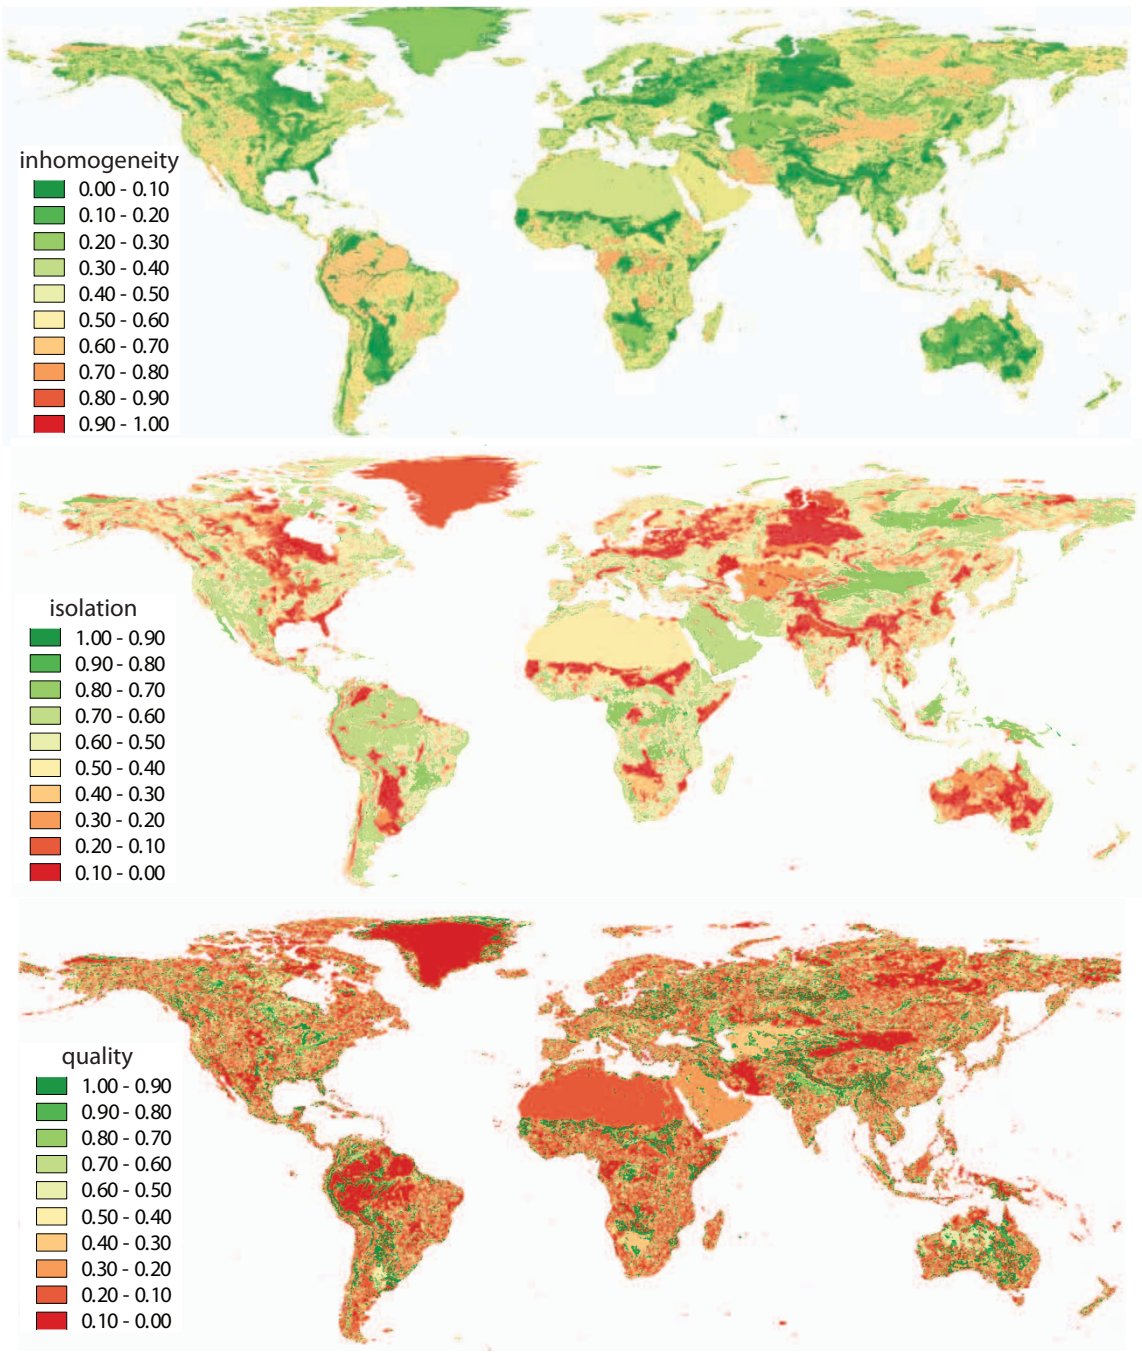 inhomogeneity
0.00 - 0.10
0.10 - 0.20
0.20 - 0.30
0.30 - 0.40
0.40 - 0.50
0.50 - 0.60
0.60 - 0.70
0.70 - 0.80
0.80 - 0.90
0.90 - 1.00
isolation
1.00 - 0.90
0.90 - 0.80
0.80 - 0.70
0.70 - 0.60
0.60 - 0.50
0.50 - 0.40
0.40 - 0.30
0.30 - 0.20
0.20 - 0.10
0.10 - 0.00
quality
1.00 - 0.90
0.90 - 0.80
0.80 - 0.70
0.70 - 0.60
0.60 - 0.50
0.50 - 0.40
0.40 - 0.30
0.30 - 0.20
0.20 - 0.10
0.10 - 0.00